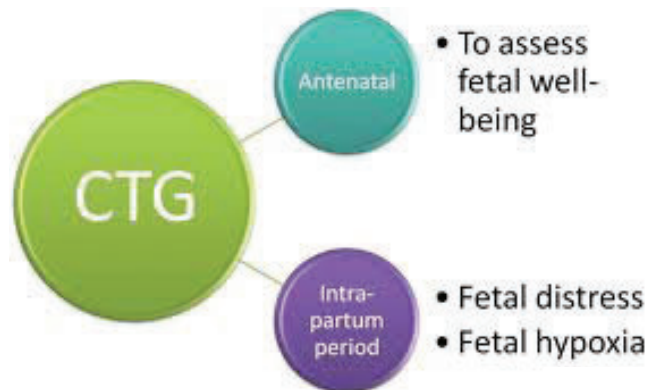 CTG
Antenatal
• To assess
fetal well-
being
Intra-
partum
period
• Fetal distress
• Fetal hypoxia